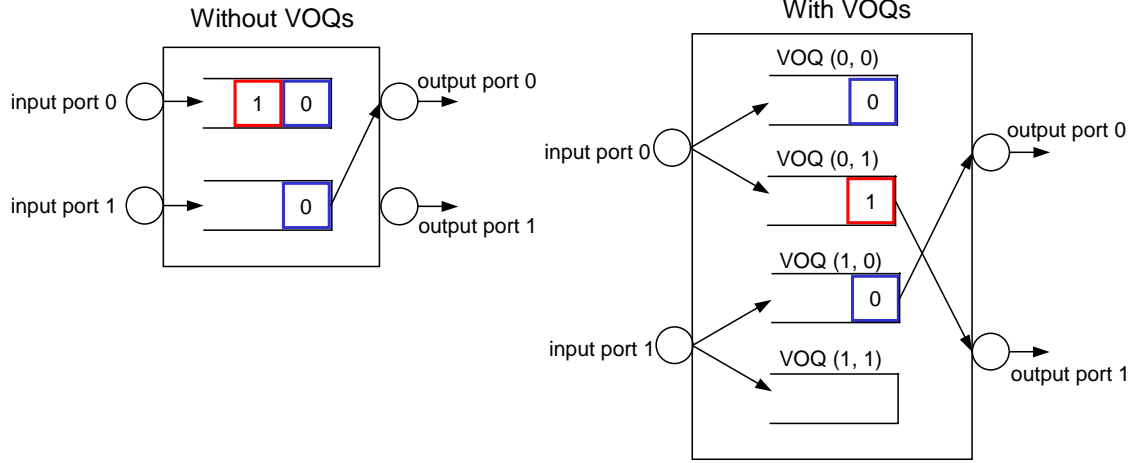 Without VOQs
input port 0
1
0
output port 0
input port 1
0
output port 1
With VOQs
VOQ (0, 0)
0
input port 0
output port 0
VOQ (0, 1)
1
VOQ (1, 0)
0
input port 1
VOQ (1, 1)
output port 1